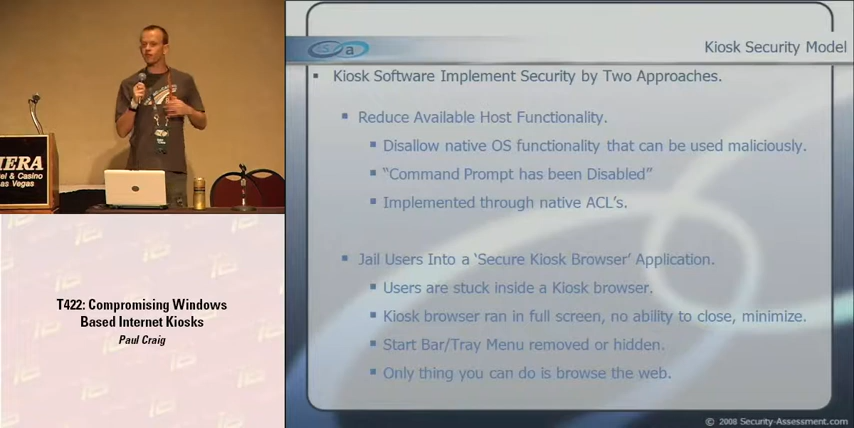 IERA
el & Casino
as Vegas
T422: Compromising Windows
Based Internet Kiosks
Paul Craig
a
Kiosk Security Model
Kiosk Software Implement Security by Two Approaches.
Reduce Available Host Functionality.
Disallow native OS functionality that can be used maliciously.
“Command Prompt has been Disabled”
Implemented through native ACL's.
Jail Users Into a ‘Secure Kiosk Browser’ Application.
Users are stuck inside a Kiosk browser.
Kiosk browser ran in full screen, no ability to close, minimize.
Start Bar/Tray Menu removed or hidden.
Only thing you can do is browse the web.
© 2008 Security-Assessment.com